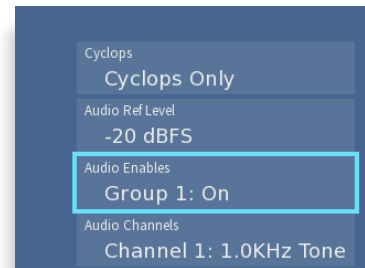 Cyclops
Cyclops Only
Audio Ref Level
-20 dBFS
Audio Enables
Group 1: On
Audio Channels
Channel 1: 1.0KHz Tone